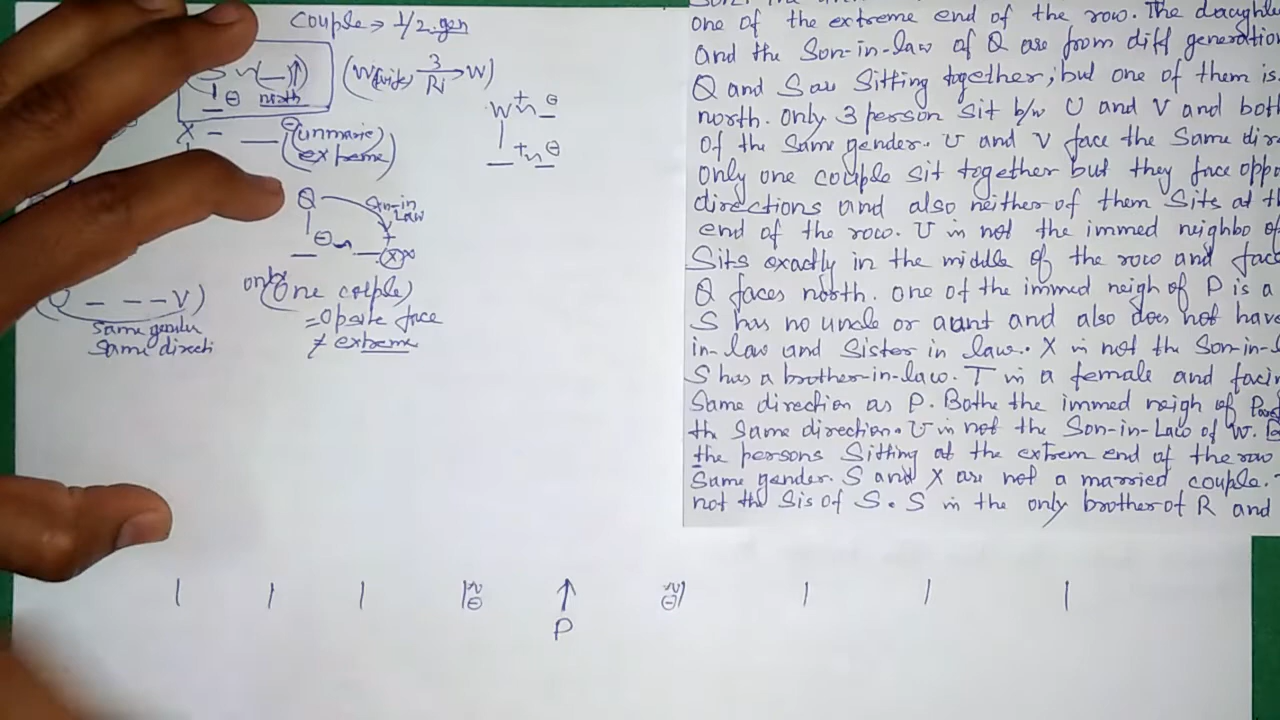 Couple → 1/2 gen
north
(W 3/R → W)
W
X - — (unmarie)
extreme)
Q Son-in
Law
only (One couple)
= Oposite face
≠ extreme
- - - V)
Same gender
Same directi
P
one of the extreme end of the row. The daughte
and the Son-in-law of Q are from diff generation
Q and S are Sitting together, but one of them is
north. only 3 person sit b/w U and V and both
of the Same gender. U and V face the Same dir
only one couple sit together but they face oppo
directions and also neither of them Sits at th
end of the row. U is not the immed neighbo of
Sits exactly in the middle of the row and face
Q faces north. one of the immed neigh of P is a
S has no uncle or aunt and also does not have
in-law and Sister in law. X is not the Son-in-l
S has a brother-in-law. T is a female and facin
Same direction as P. Bothe the immed neigh of P are
the Same direction. U is not the Son-in-Law of W.
the persons Sitting at the extrem end of the row
Same gender. S and X are not a married couple.
not the Sis of S. S is the only brother of R and